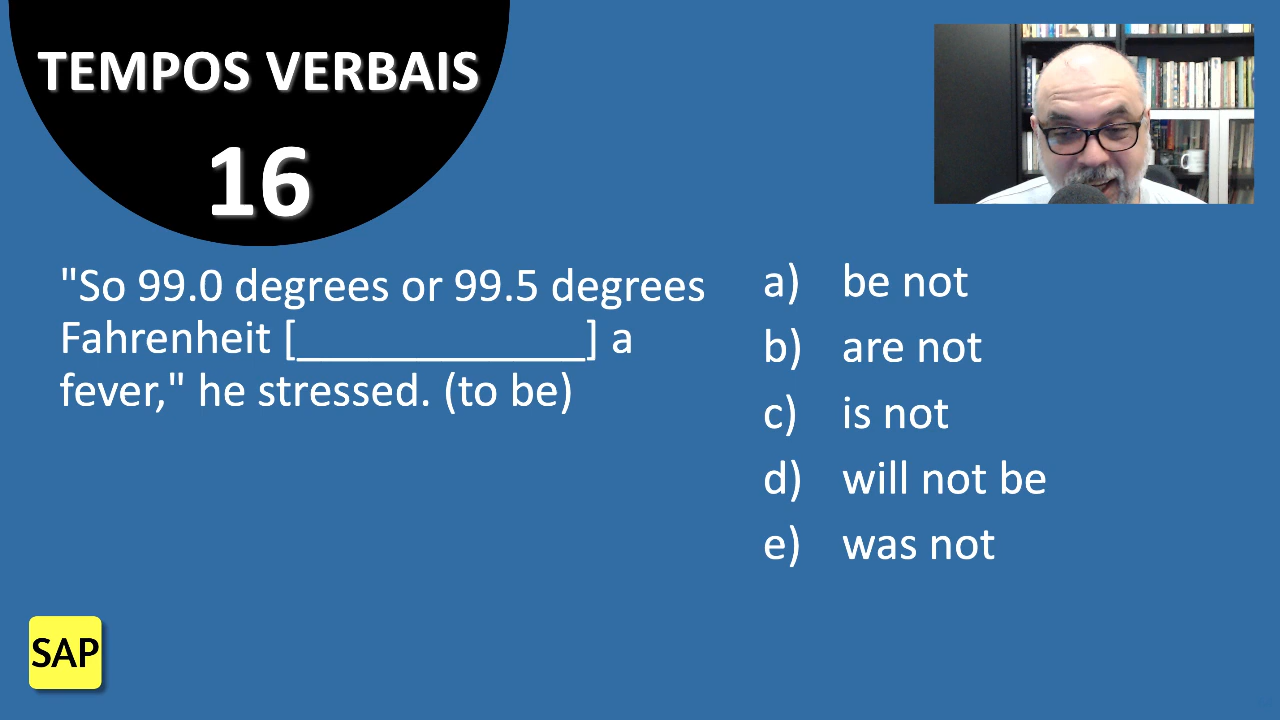 TEMPOS VERBAIS
16
"So 99.0 degrees or 99.5 degrees
Fahrenheit [____________] a
fever," he stressed. (to be)
a) be not
b) are not
c) is not
d) will not be
e) was not
SAP